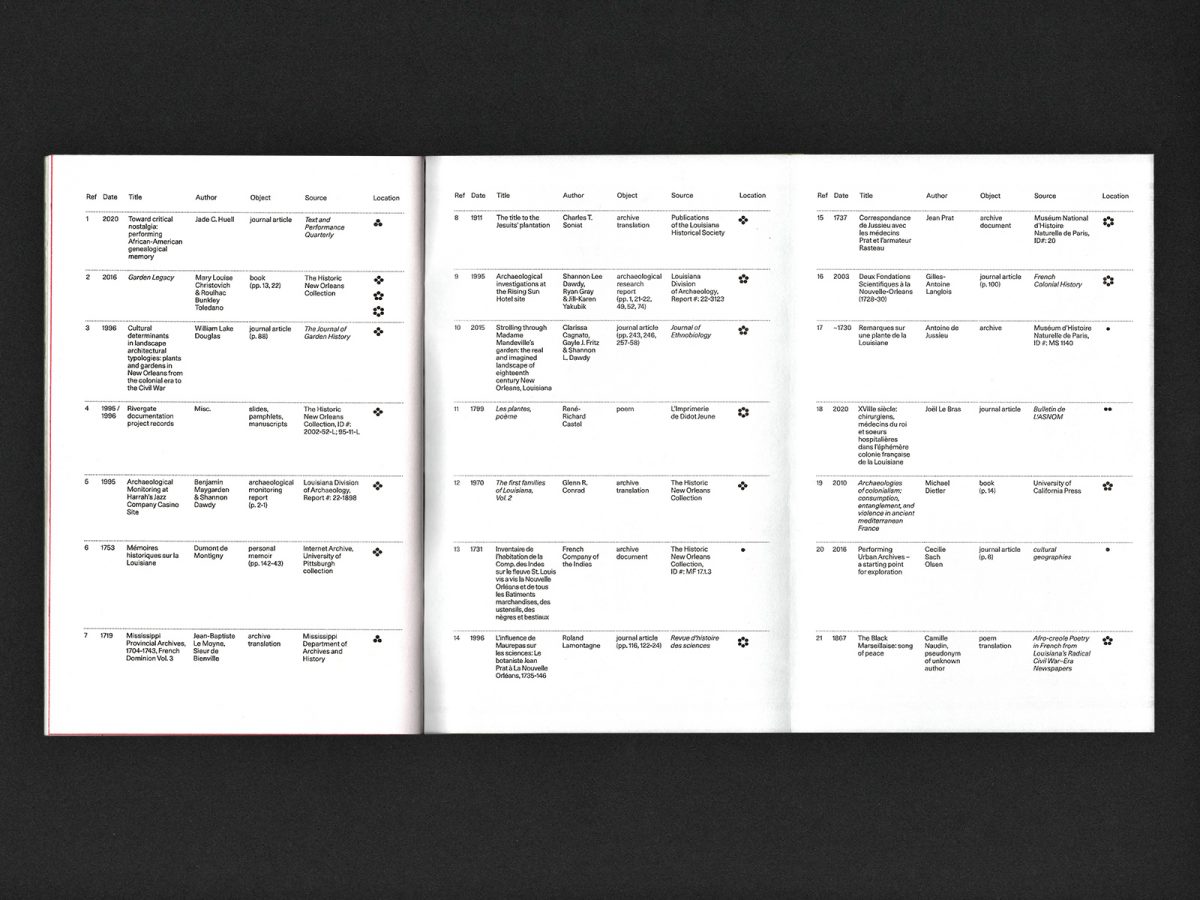 Ref Date Title Author Object Source Location
1 2020 Toward critical nostalgia: performing African-American genealogical memory Jade C. Huell journal article Text and Performance Quarterly
2 2016 Garden Legacy Mary Louise Christovich & Roulhac Bunkley Toledano book (pp. 13, 22) The Historic New Orleans Collection
3 1996 Cultural determinants in landscape architectural typologies: plants and gardens in New Orleans from the colonial era to the Civil War William Lake Douglas journal article (p. 88) The Journal of Garden History
4 1995 / 1996 Rivergate documentation project records Misc. slides, pamphlets, manuscripts The Historic New Orleans Collection, ID #: 2002-52-L; 95-11-L
5 1995 Archaeological Monitoring at Harrah's Jazz Company Casino Site Benjamin Maygarden & Shannon Dawdy archaeological monitoring report (p. 2-1) Louisiana Division of Archaeology, Report #: 22-1898
6 1753 Mémoires historiques sur la Louisiane Dumont de Montigny personal memoir (pp. 142-43) Internet Archive, University of Pittsburgh collection
7 1719 Mississippi Provincial Archives, 1704-1743, French Dominion Vol. 3 Jean-Baptiste Le Moyne, Sieur de Bienville archive translation Mississippi Department of Archives and History
Ref Date Title Author Object Source Location
8 1911 The title to the Jesuits' plantation Charles T. Soniat archive translation Publications of the Louisiana Historical Society
9 1995 Archaeological investigations at the Rising Sun Hotel site Shannon Lee Dawdy, Ryan Gray & Jill-Karen Yakubik archaeological research report (pp. 1, 21-22, 49, 52, 74) Louisiana Division of Archaeology, Report #: 22-3123
10 2015 Strolling through Madame Mandeville's garden: the real and imagined landscape of eighteenth century New Orleans, Louisiana Clarissa Cagnato, Gayle J. Fritz & Shannon L. Dawdy journal article (pp. 243, 246, 257-58) Journal of Ethnobiology
11 1799 Les plantes, poème René-Richard Castel poem L'Imprimerie de Didot Jeune
12 1970 The first families of Louisiana, Vol. 2 Glenn R. Conrad archive translation The Historic New Orleans Collection
13 1731 Inventaire de l'habitation de la Comp. des Indes sur le fleuve St. Louis vis a vis la Nouvelle Orléans et de tous les Batiments marchandises, des ustensils, des nègres et bestiaux French Company of the Indies archive document The Historic New Orleans Collection, ID #: MF 17.1.3
14 1996 L'influence de Maurepas sur les sciences: Le botaniste Jean Prat à La Nouvelle Orléans, 1735-146 Roland Lamontagne journal article (pp. 116, 122-24) Revue d'histoire des sciences
Ref Date Title Author Object Source Location
15 1737 Correspondance de Jussieu avec les médecins Prat et l'armateur Rasteau Jean Prat archive document Muséum National d'Histoire Naturelle de Paris, ID#: 20
16 2003 Deux Fondations Scientifiques à la Nouvelle-Orleans (1728-30) Gilles-Antoine Langlois journal article (p. 100) French Colonial History
17 ~1730 Remarques sur une plante de la Louisiane Antoine de Jussieu archive Muséum d'Histoire Naturelle de Paris, ID #: MS 1140
18 2020 XVIIIe siècle: chirurgiens, médecins du roi et soeurs hospitalières dans l'éphémère colonie française de la Louisiane Joël Le Bras journal article Bulletin de L'ASNOM
19 2010 Archaeologies of colonialism: consumption, entanglement, and violence in ancient mediterranean France Michael Dietler book (p. 14) University of California Press
20 2016 Performing Urban Archives – a starting point for exploration Cecilie Sach Olsen journal article (p. 6) cultural geographies
21 1867 The Black Marseillaise: song of peace Camille Naudin, pseudonym of unknown author poem translation Afro-creole Poetry in French from Louisiana's Radical Civil War-Era Newspapers